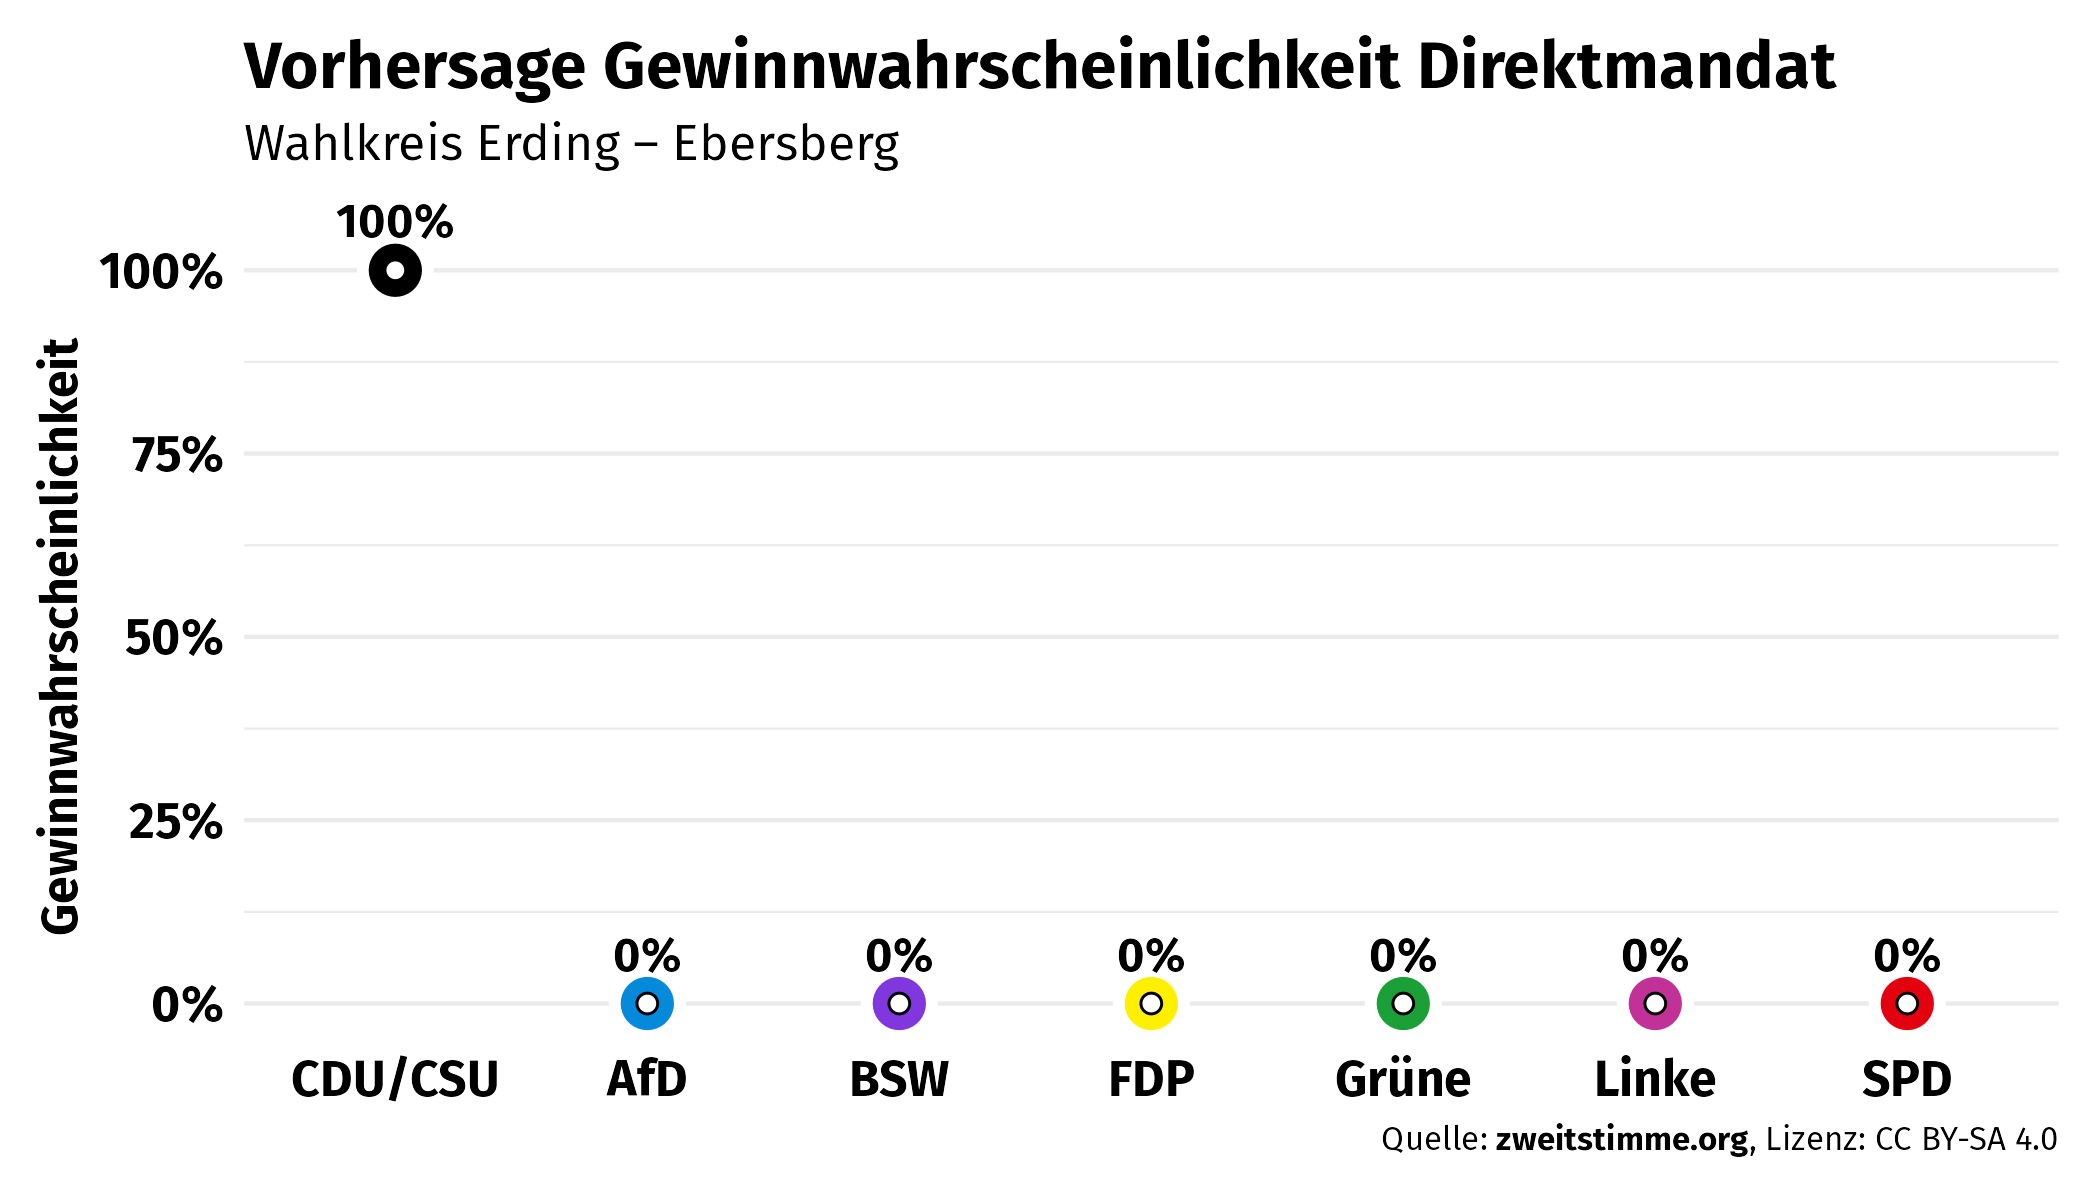 Vorhersage Gewinnwahrscheinlichkeit Direktmandat
Wahlkreis Erding – Ebersberg
Gewinnwahrscheinlichkeit
100%
75%
50%
25%
0%
100%
0% 0% 0% 0% 0% 0%
CDU/CSU AfD BSW FDP Grüne Linke SPD
Quelle: zweitstimme.org, Lizenz: CC BY-SA 4.0